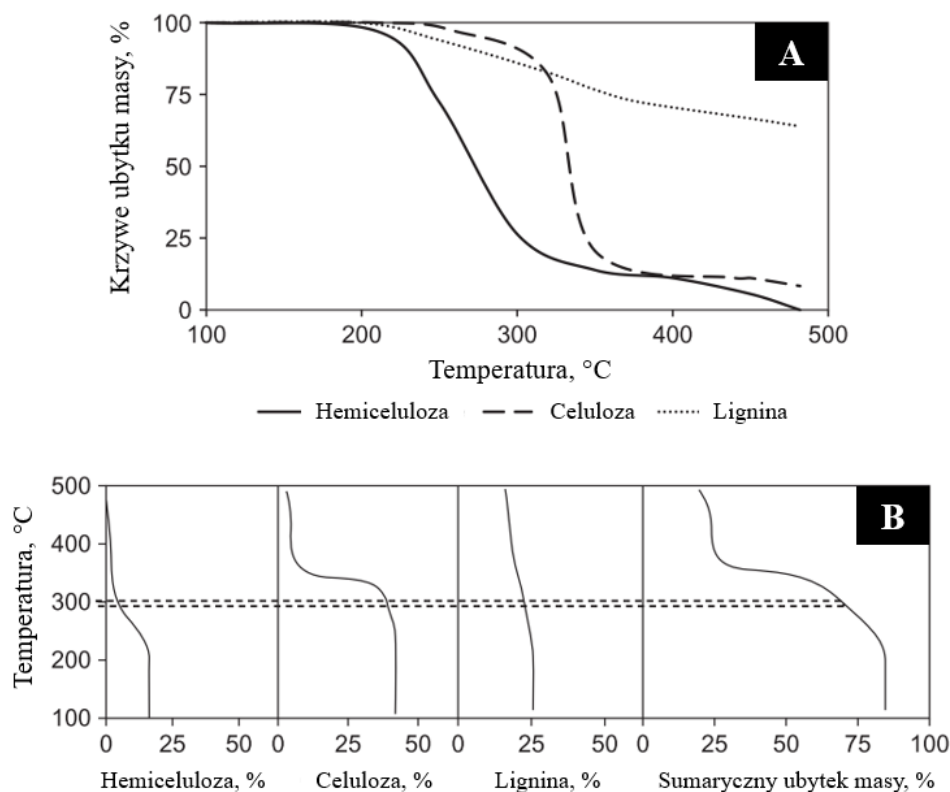 100
75
50
25
0
Krzywe ubytku masy, %
A
100 200 300 400 500
Temperatura, °C
Hemiceluloza Celuloza Lignina
500
400
300
200
100
Temperatura, °C
B
0 25 50 0 25 50 0 25 50 0 25 50 75 100
Hemiceluloza, % Celuloza, % Lignina, % Sumaryczny ubytek masy, %